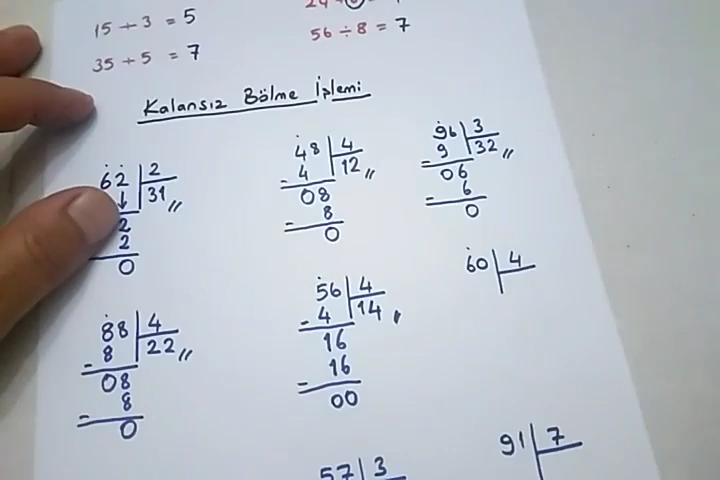 15 ÷ 3 = 5
35 ÷ 5 = 7
56 ÷ 8 = 7
Kalansız Bölme İşlemi
62 | 2
31 //
2
2
0
48 | 4
- 4 12 //
08
- 8
0
96 | 3
- 9 32 //
06
- 6
0
60 | 4
88 | 4
- 8 22 //
08
- 8
0
56 | 4
- 4 14
16
- 16
00
57 | 3
91 | 7